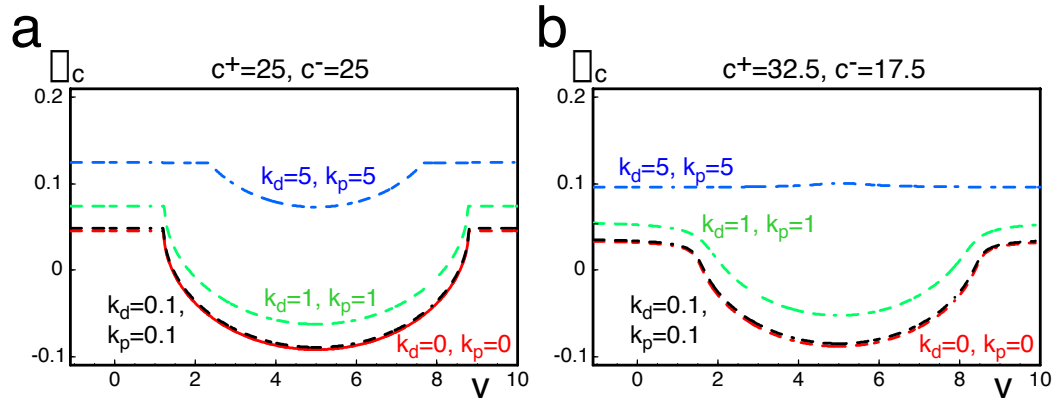 a
c
c+=25, c-=25
0.2
0.1
0
-0.1
kd=5, kp=5
kd=1, kp=1
kd=0.1,
kp=0.1
kd=0, kp=0
0 2 4 6 8 10
v
b
c
c+=32.5, c-=17.5
0.2
0.1
0
-0.1
kd=5, kp=5
kd=1, kp=1
kd=0.1,
kp=0.1
kd=0, kp=0
0 2 4 6 8 10
v